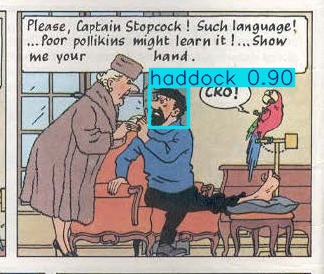 Please, Captain Stopcock! Such language!
...Poor pollikins might learn it!...Show
me your hand.
haddock 0.90
CRO!